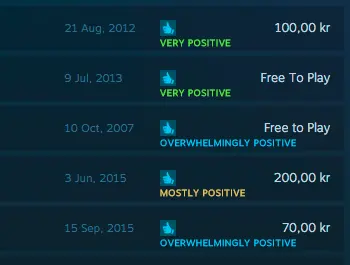 21 Aug, 2012 100,00 kr
VERY POSITIVE
9 Jul, 2013 Free To Play
VERY POSITIVE
10 Oct, 2007 Free to Play
OVERWHELMINGLY POSITIVE
3 Jun, 2015 200,00 kr
MOSTLY POSITIVE
15 Sep, 2015 70,00 kr
OVERWHELMINGLY POSITIVE